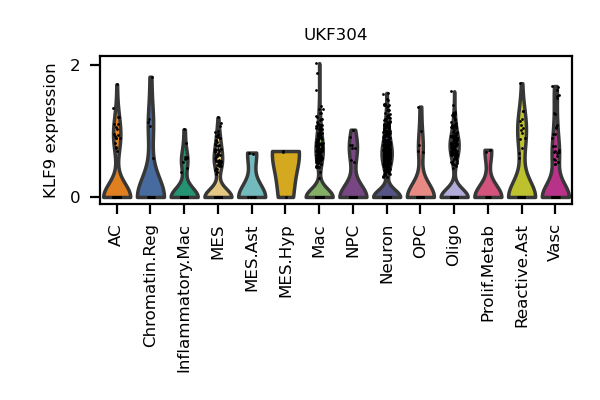 UKF304
KLF9 expression
2
0
AC
Chromatin.Reg
Inflammatory.Mac
MES
MES.Ast
MES.Hyp
Mac
NPC
Neuron
OPC
Oligo
Prolif.Metab
Reactive.Ast
Vasc